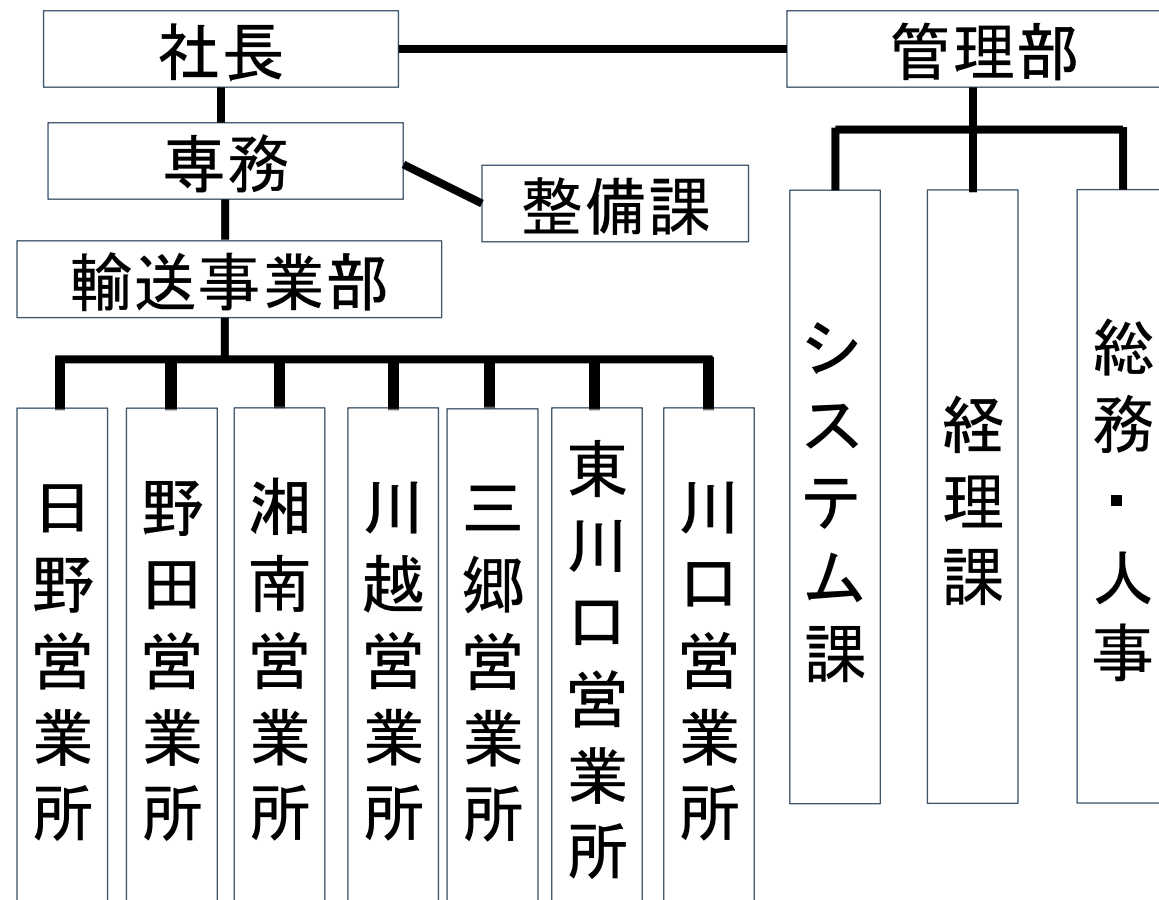 社長
管理部
専務
整備課
輸送事業部
日野営業所
野田営業所
湘南営業所
川越営業所
三郷営業所
東川口営業所
川口営業所
システム課
経理課
総務・人事